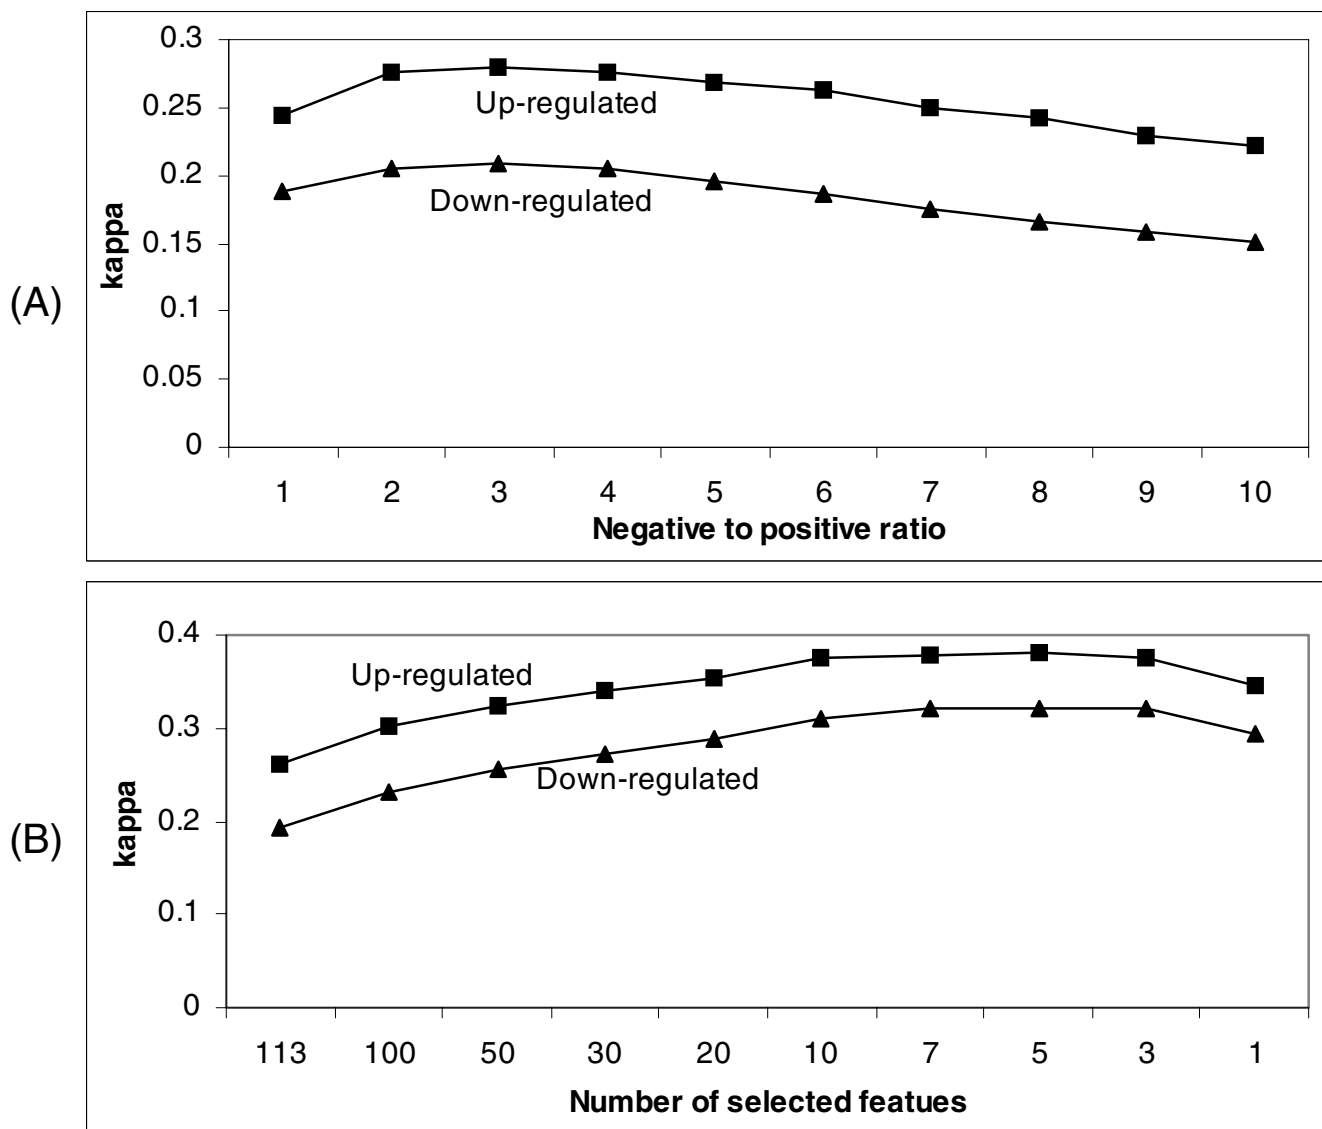 (A)
kappa
0.3
0.25
0.2
0.15
0.1
0.05
0
Up-regulated
Down-regulated
1 2 3 4 5 6 7 8 9 10
Negative to positive ratio
(B)
kappa
0.4
0.3
0.2
0.1
0
Up-regulated
Down-regulated
113 100 50 30 20 10 7 5 3 1
Number of selected featues